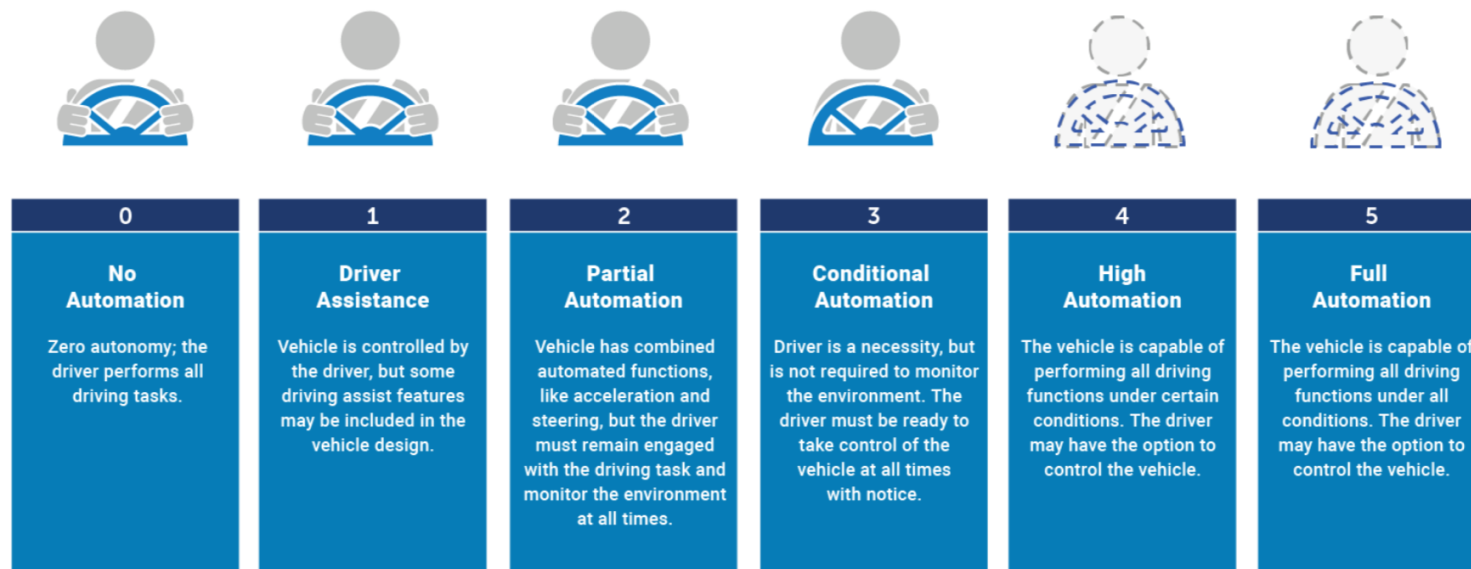 0
No
Automation
Zero autonomy; the
driver performs all
driving tasks.
1
Driver
Assistance
Vehicle is controlled by
the driver, but some
driving assist features
may be included in the
vehicle design.
2
Partial
Automation
Vehicle has combined
automated functions,
like acceleration and
steering, but the driver
must remain engaged
with the driving task and
monitor the environment
at all times.
3
Conditional
Automation
Driver is a necessity, but
is not required to monitor
the environment. The
driver must be ready to
take control of the
vehicle at all times
with notice.
4
High
Automation
The vehicle is capable of
performing all driving
functions under certain
conditions. The driver
may have the option to
control the vehicle.
5
Full
Automation
The vehicle is capable of
performing all driving
functions under all
conditions. The driver
may have the option to
control the vehicle.